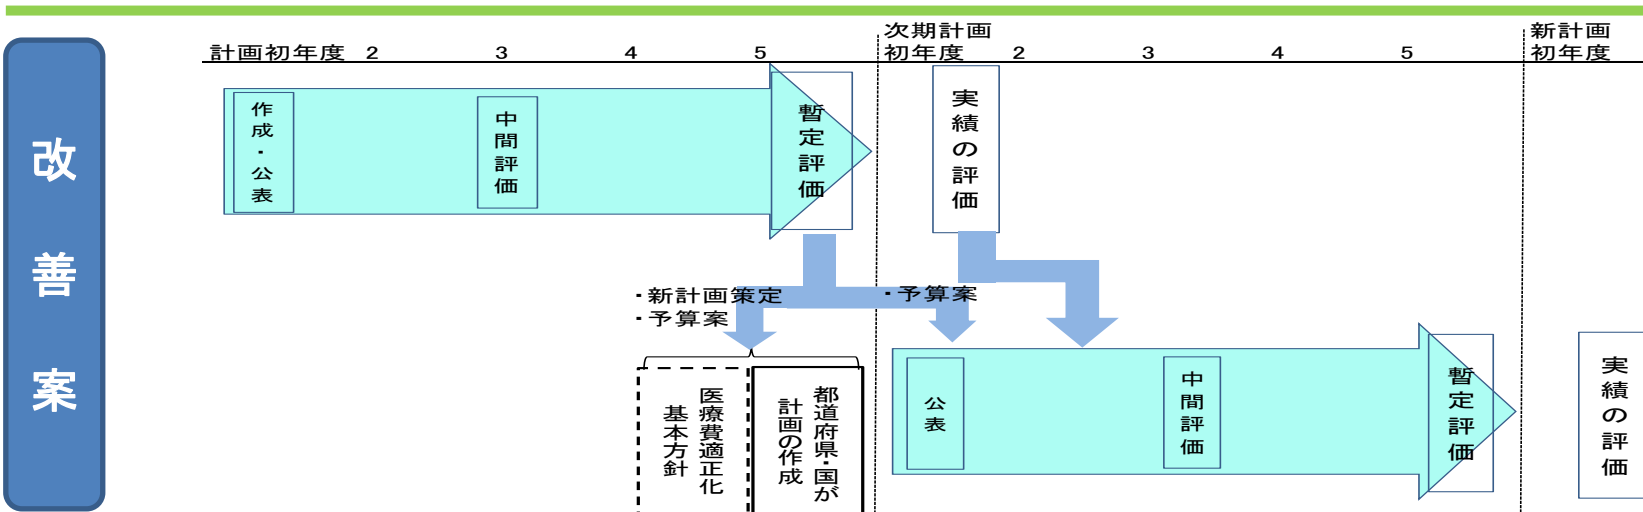 改善案
計画初年度 2 3 4 5
次期計画
初年度 2 3 4 5
新計画
初年度
作成・公表
中間評価
暫定評価
実績の評価
・新計画策定
・予算案
・予算案
医療費適正化
基本方針
都道府県・国が
計画の作成
公表
中間評価
暫定評価
実績の評価